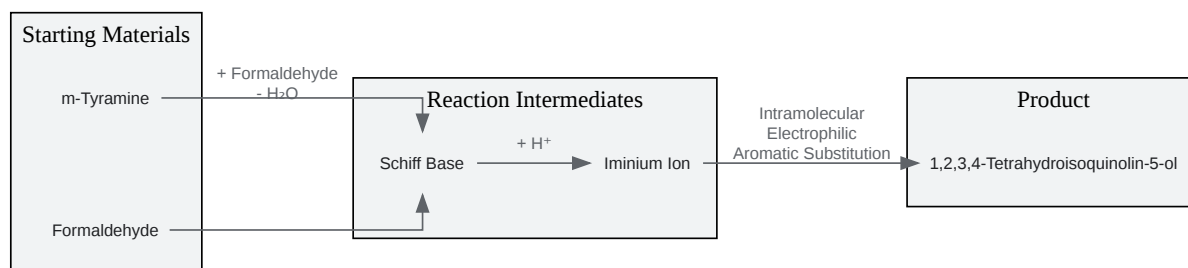 Starting Materials
m-Tyramine
Formaldehyde
+ Formaldehyde
- H₂O
Reaction Intermediates
Schiff Base
+ H⁺
Iminium Ion
Intramolecular
Electrophilic
Aromatic Substitution
Product
1,2,3,4-Tetrahydroisoquinolin-5-ol